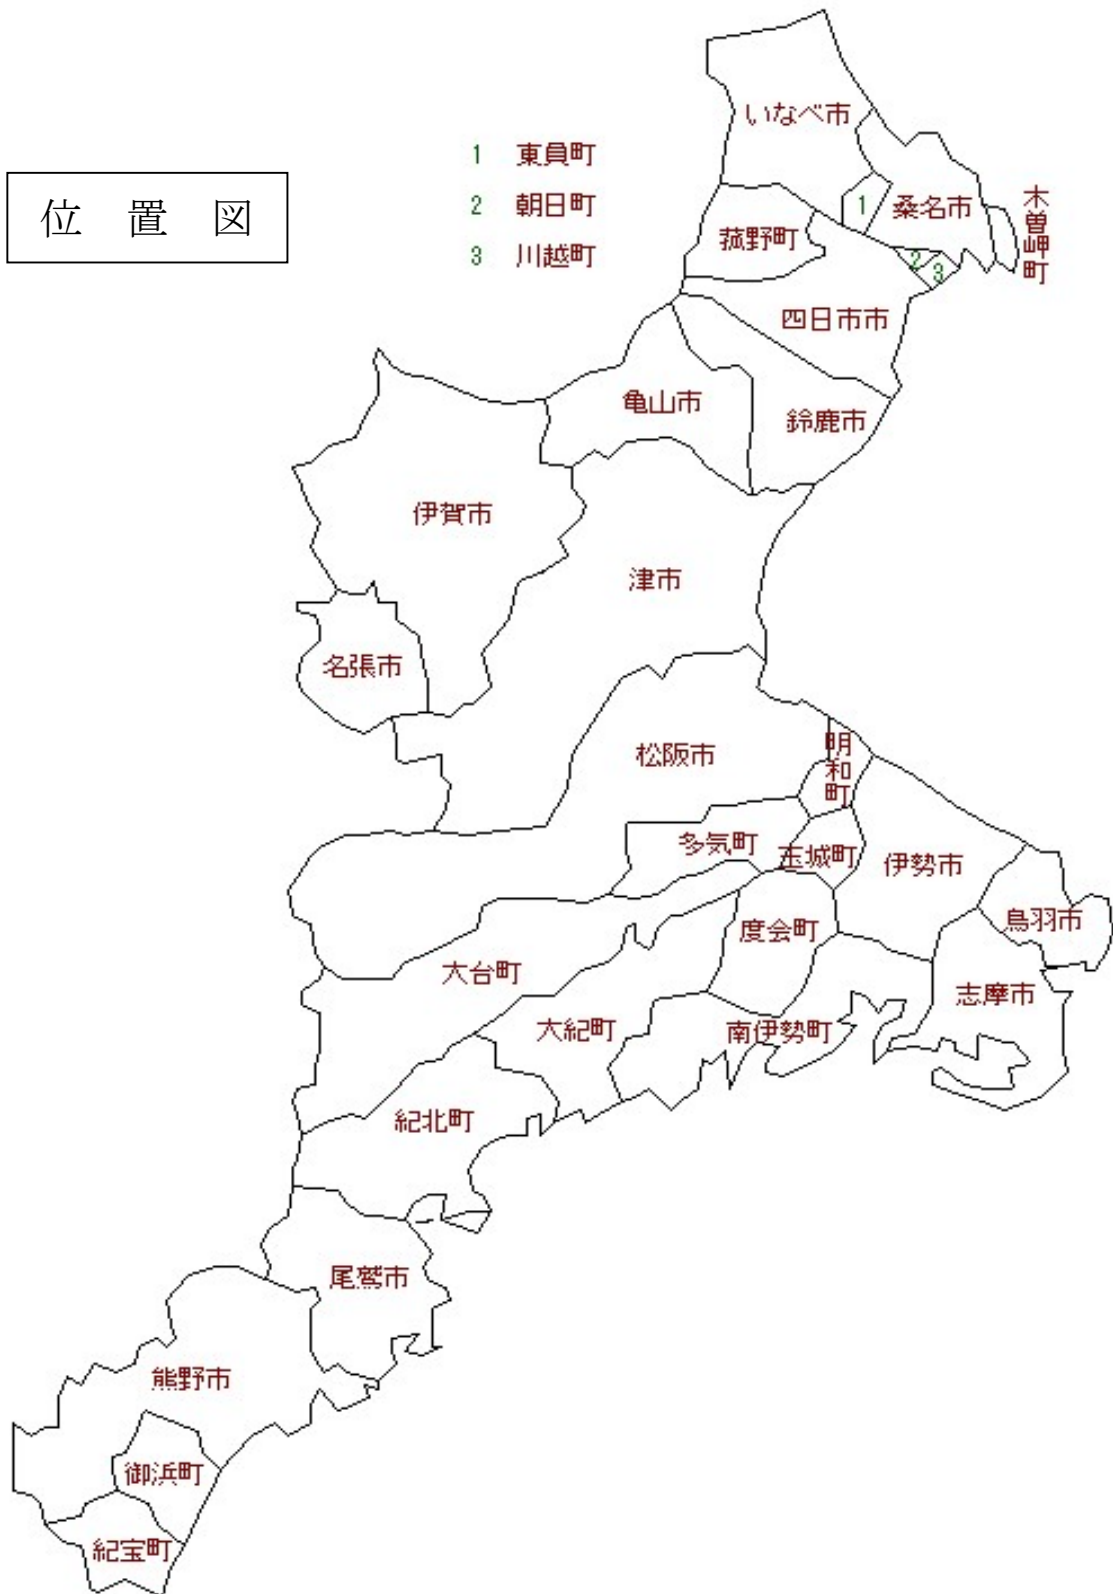 位 置 図
1 東員町
2 朝日町
3 川越町
いなべ市
1
桑名市
木曽岬町
菰野町
2
3
四日市市
亀山市
鈴鹿市
伊賀市
津市
名張市
松阪市
明和町
多気町
玉城町
伊勢市
鳥羽市
度会町
大台町
志摩市
大紀町
南伊勢町
紀北町
尾鷲市
熊野市
御浜町
紀宝町